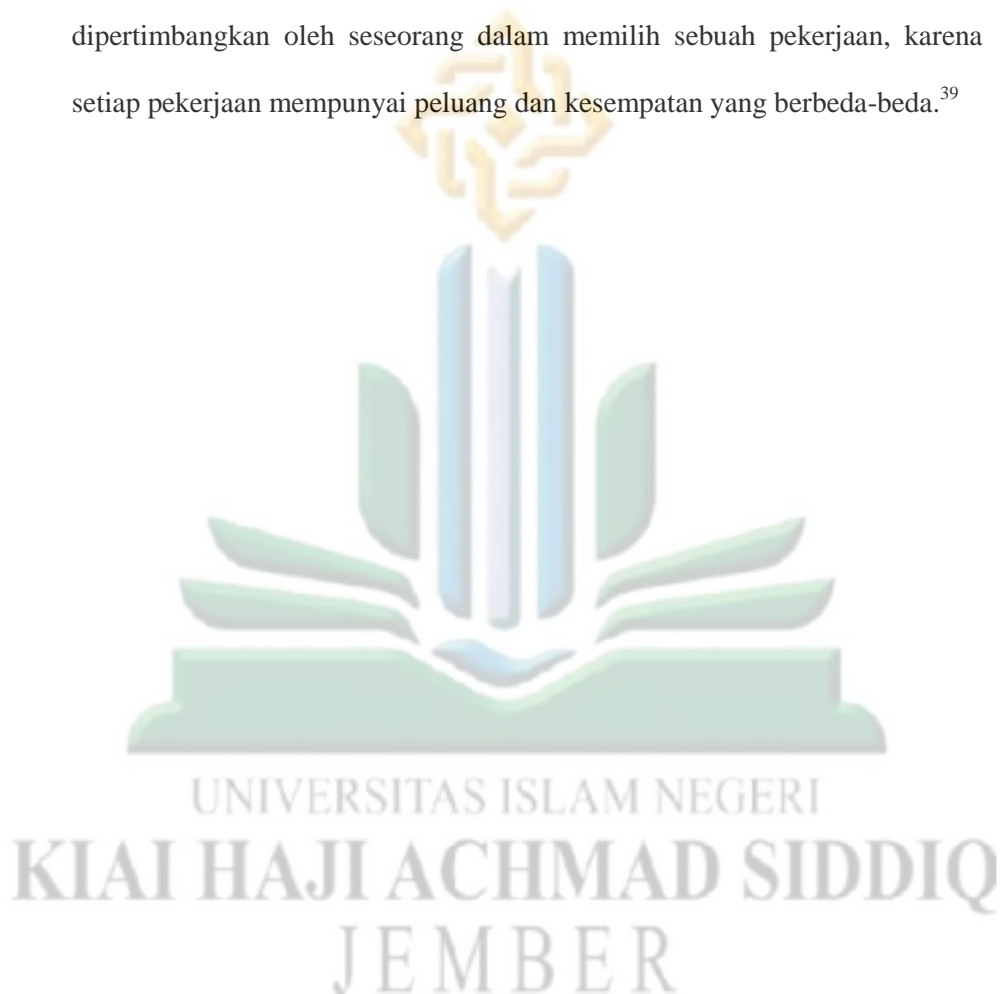 dipertimbangkan oleh seseorang dalam memilih sebuah pekerjaan, karena
setiap pekerjaan mempunyai peluang dan kesempatan yang berbeda-beda.³⁹
UNIVERSITAS ISLAM NEGERI
KIAI HAJI ACHMAD SIDDIQ
JEMBER